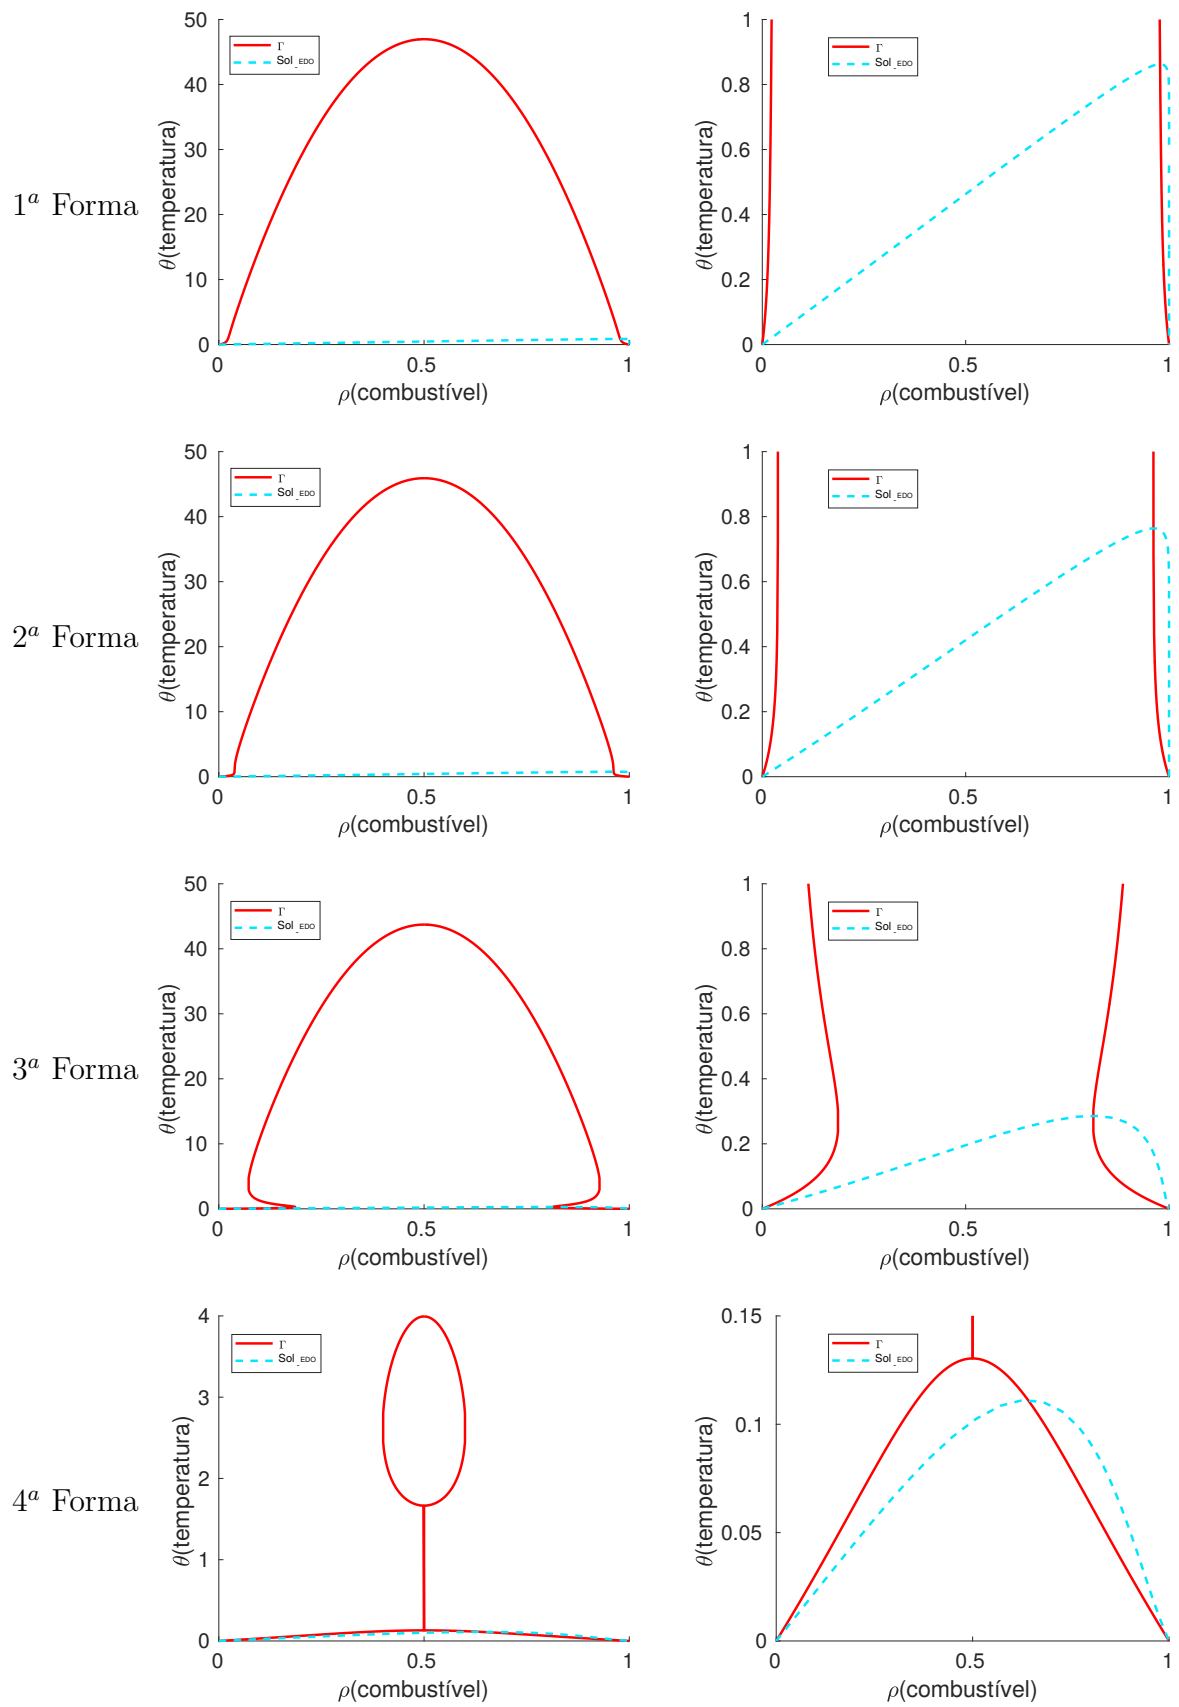 1ª Forma
50
40
30
20
10
0
0
0.5
1
θ(temperatura)
ρ(combustível)
Γ
Sol_EDO
1
0.8
0.6
0.4
0.2
0
0
0.5
1
θ(temperatura)
ρ(combustível)
Γ
Sol_EDO
2ª Forma
50
40
30
20
10
0
0
0.5
1
θ(temperatura)
ρ(combustível)
Γ
Sol_EDO
1
0.8
0.6
0.4
0.2
0
0
0.5
1
θ(temperatura)
ρ(combustível)
Γ
Sol_EDO
3ª Forma
50
40
30
20
10
0
0
0.5
1
θ(temperatura)
ρ(combustível)
Γ
Sol_EDO
1
0.8
0.6
0.4
0.2
0
0
0.5
1
θ(temperatura)
ρ(combustível)
Γ
Sol_EDO
4ª Forma
4
3
2
1
0
0
0.5
1
θ(temperatura)
ρ(combustível)
Γ
Sol_EDO
0.15
0.1
0.05
0
0
0.5
1
θ(temperatura)
ρ(combustível)
Γ
Sol_EDO